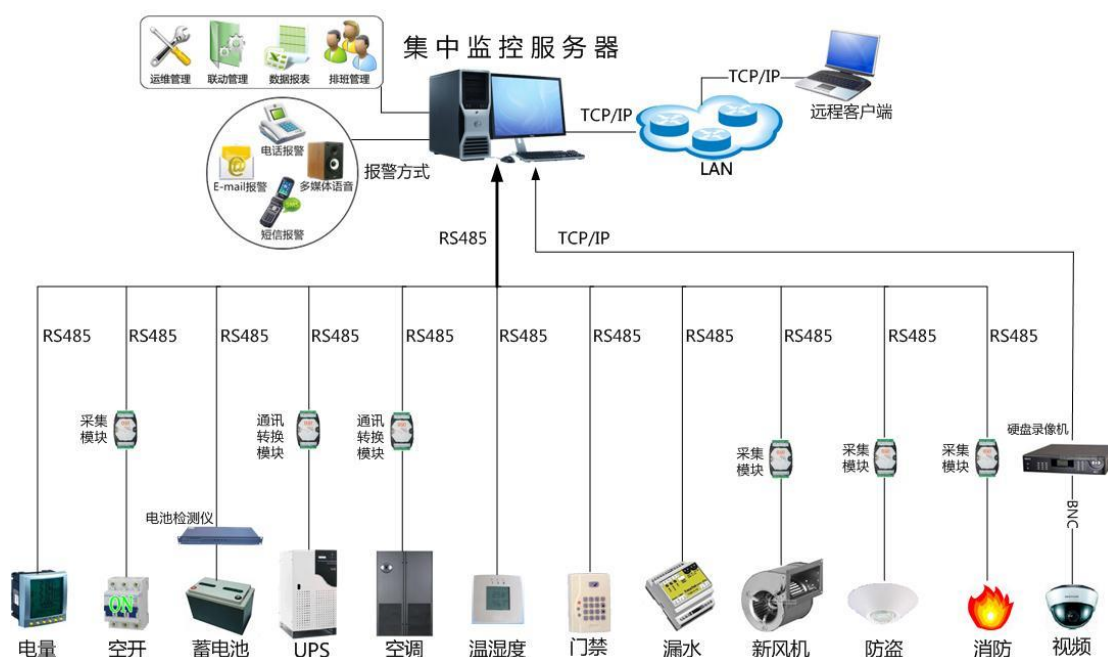 集中监控服务器
运维管理
联动管理
数据报表
排班管理
TCP/IP
TCP/IP
远程客户端
LAN
电话报警
E-mail报警
多媒体语音
短信报警
报警方式
RS485
TCP/IP
RS485
RS485
RS485
RS485
RS485
RS485
RS485
RS485
RS485
RS485
RS485
采集
模块
通讯
转换
模块
通讯
转换
模块
采集
模块
采集
模块
采集
模块
硬盘录像机
BNC
电池检测仪
ON
电量
空开
蓄电池
UPS
空调
温湿度
门禁
漏水
新风机
防盗
消防
视频